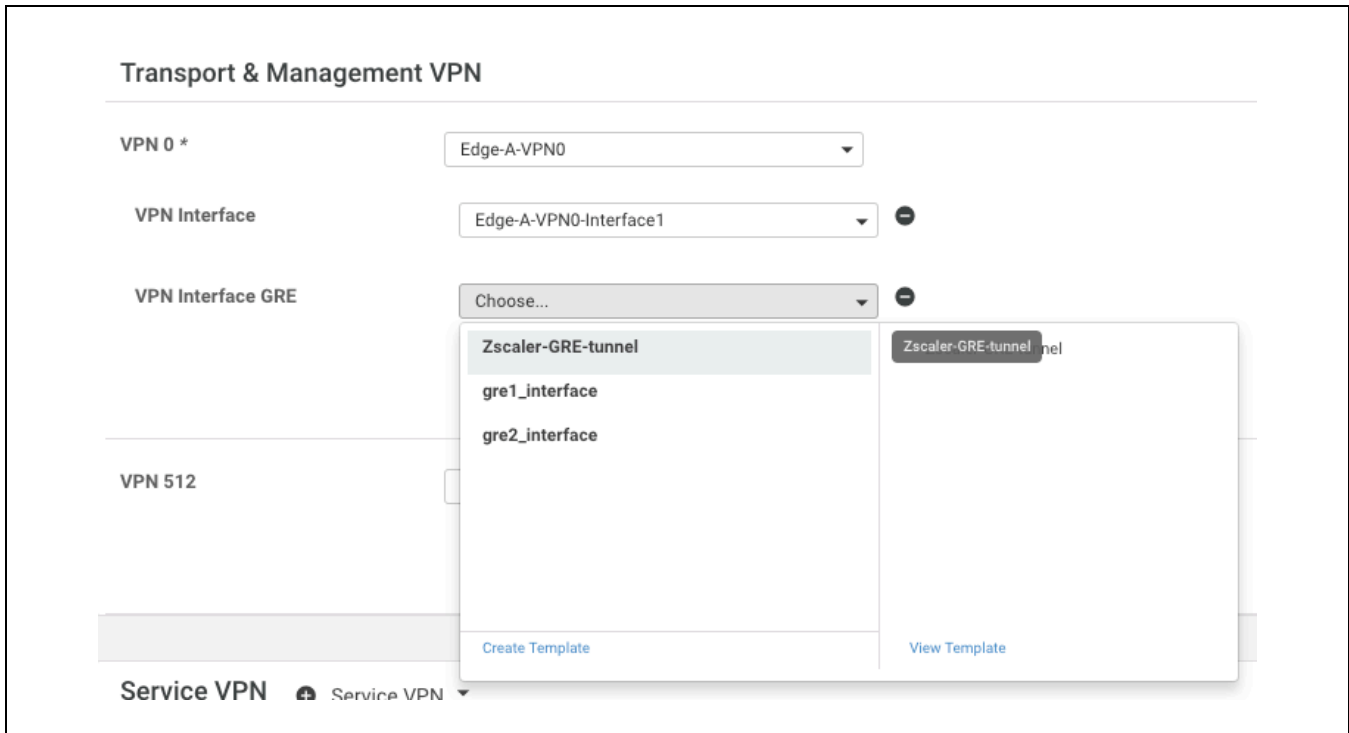 Transport & Management VPN
VPN 0 *
Edge-A-VPN0
VPN Interface
Edge-A-VPN0-Interface1
VPN Interface GRE
Choose...
Zscaler-GRE-tunnel
Zscaler-GRE-tunnel
nel
gre1_interface
gre2_interface
VPN 512
Create Template
View Template
Service VPN
Service VPN